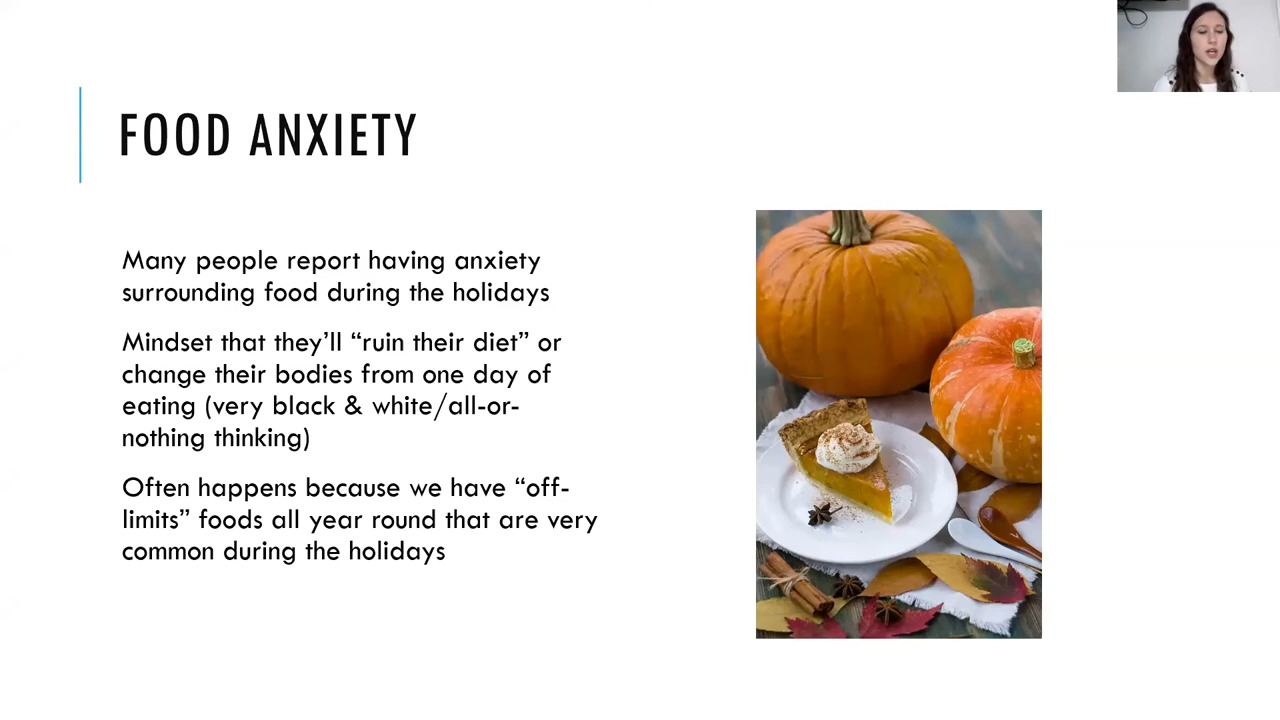 FOOD ANXIETY
Many people report having anxiety
surrounding food during the holidays
Mindset that they’ll “ruin their diet” or
change their bodies from one day of
eating (very black & white/all-or-
nothing thinking)
Often happens because we have “off-
limits” foods all year round that are very
common during the holidays